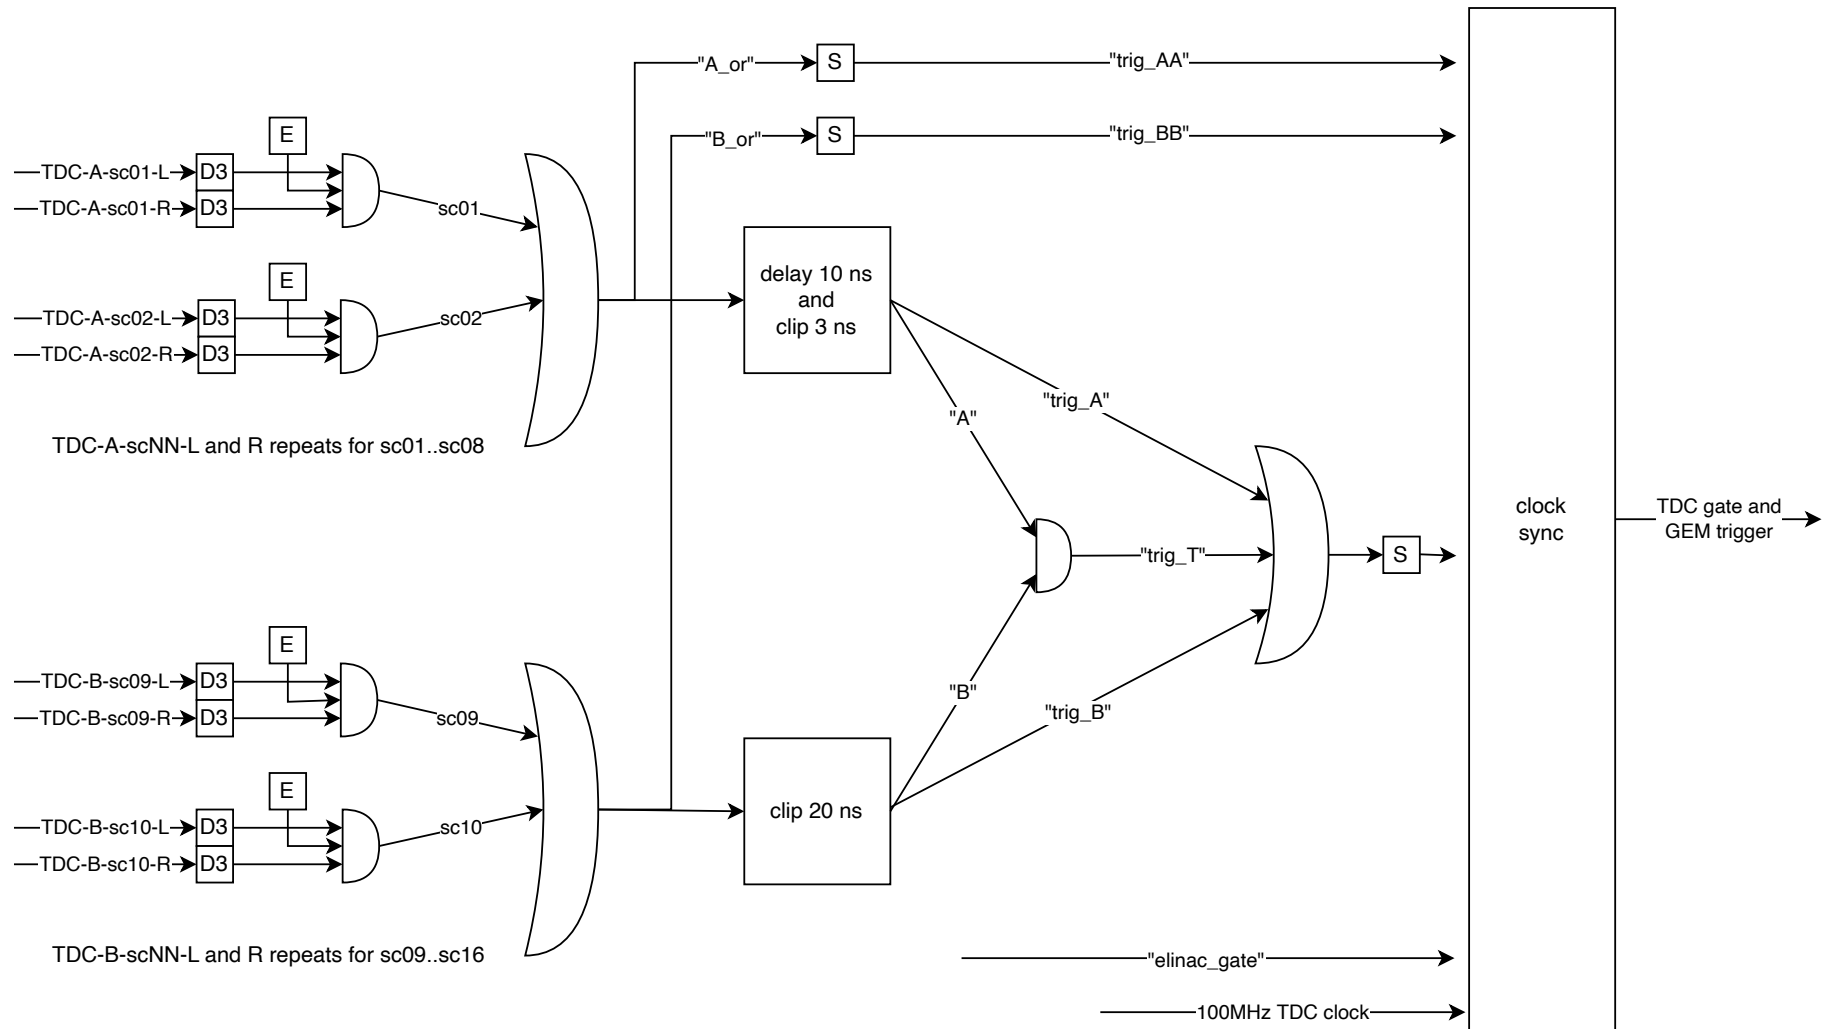 "A_or"
S
"trig_AA"
"B_or"
S
"trig_BB"
E
TDC-A-sc01-L
D3
TDC-A-sc01-R
D3
sc01
E
TDC-A-sc02-L
D3
TDC-A-sc02-R
D3
sc02
TDC-A-scNN-L and R repeats for sc01..sc08
delay 10 ns
and
clip 3 ns
"A"
"trig_A"
"trig_T"
S
"B"
"trig_B"
clock
sync
TDC gate and
GEM trigger
E
TDC-B-sc09-L
D3
TDC-B-sc09-R
D3
sc09
E
TDC-B-sc10-L
D3
TDC-B-sc10-R
D3
sc10
clip 20 ns
TDC-B-scNN-L and R repeats for sc09..sc16
"elinac_gate"
100MHz TDC clock